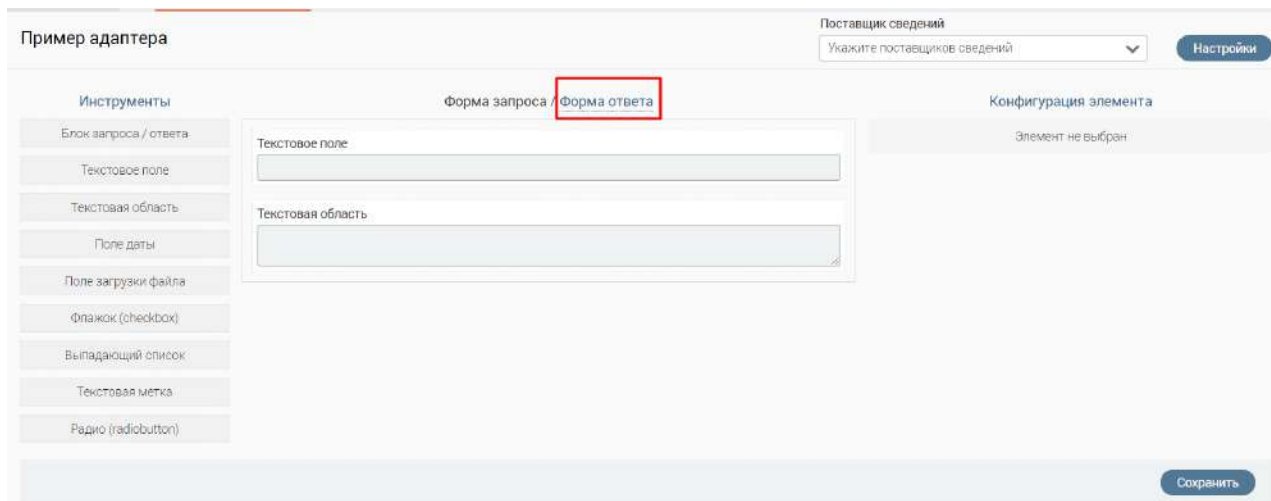 Поставщик сведений
Пример адаптера
Укажите поставщиков сведений
Настройки
Инструменты
Форма запроса / Форма ответа
Конфигурация элемента
Блок запроса / ответа
Элемент не выбран
Текстовое поле
Текстовое поле
Текстовая область
Текстовая область
Поле даты
Поле загрузки файла
Флажок (checkbox)
Выпадающий список
Текстовая метка
Радио (radiobutton)
Сохранить